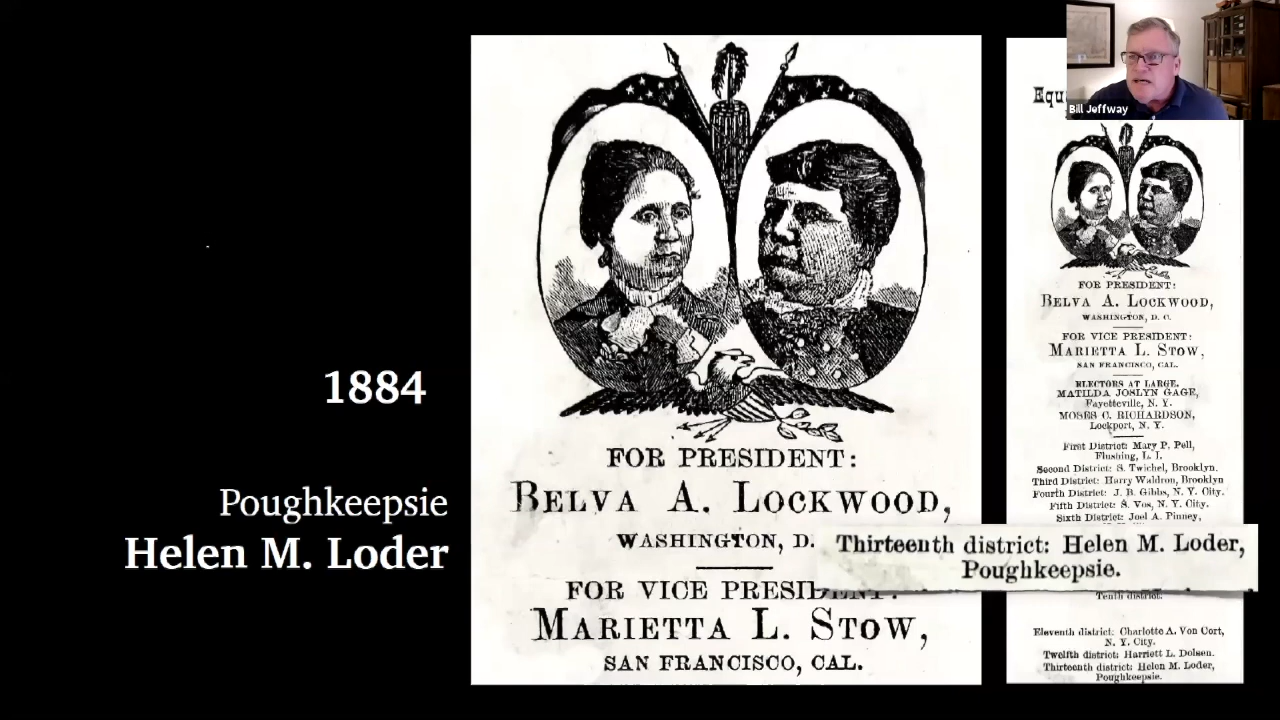 1884
Poughkeepsie
Helen M. Loder
FOR PRESIDENT:
BELVA A. LOCKWOOD,
WASHINGTON, D.
FOR VICE PRESIDENT:
MARIETTA L. STOW,
SAN FRANCISCO, CAL.
Bill Jeffway
Equ
FOR PRESIDENT:
BELVA A. LOCKWOOD,
WASHINGTON, D. C.
FOR VICE PRESIDENT:
MARIETTA L. STOW,
SAN FRANCISCO, CAL.
ELECTORS AT LARGE.
MATILDA JOSLYN GAGE,
Fayetteville, N. Y.
MOSES C. RICHARDSON,
Lockport, N. Y.
First District: Mary P. Pell,
Flushing, L. I.
Second District: S. Twichel, Brooklyn.
Third District: Harry Waldron, Brooklyn
Fourth District: J. B. Gibbs, N. Y. City.
Fifth District: S. Vos, N. Y. City.
Sixth District: Joel A. Pinney,
Thirteenth district: Helen M. Loder,
Poughkeepsie.
Tenth district:
Eleventh district: Charlotte A. Von Cort,
N. Y. City.
Twelfth district: Harriett L. Dolsen.
Thirteenth district: Helen M. Loder,
Poughkeepsie.